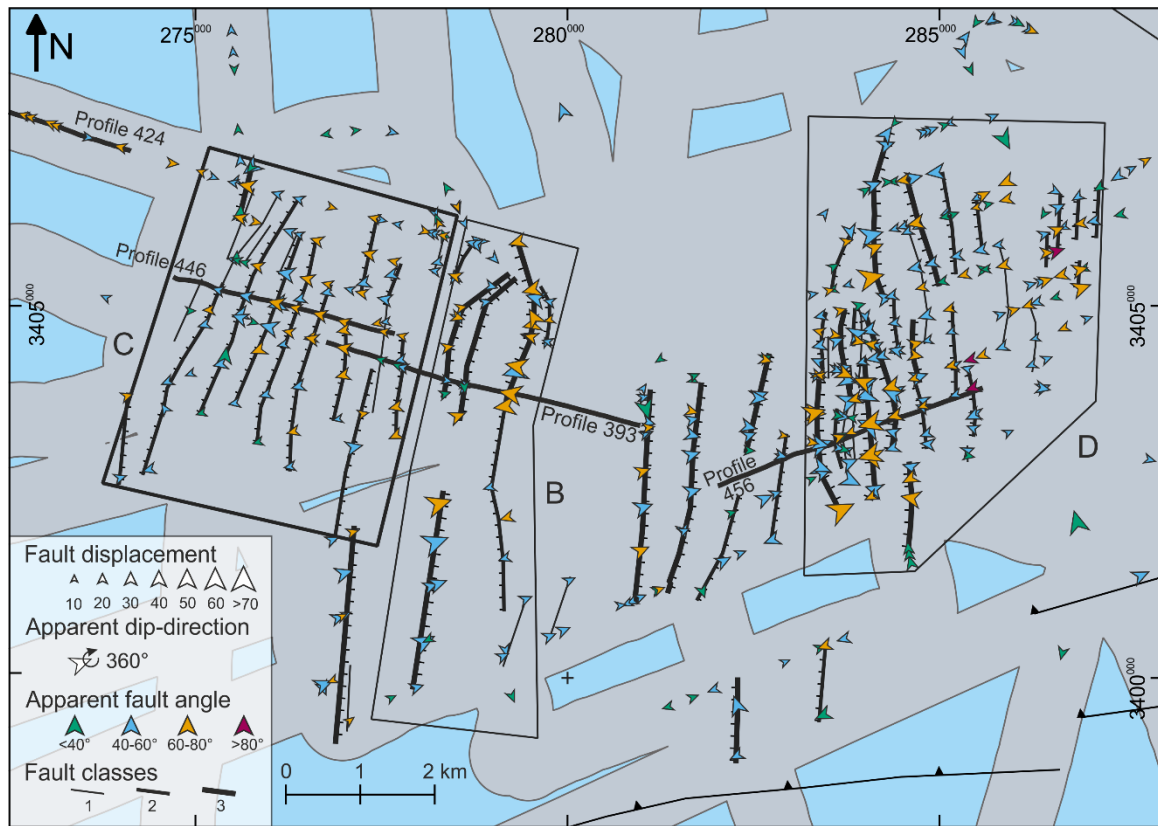 N
275000
280000
285000
Profile 424
Profile 446
3405000
3405000
C
Profile 393
Profile
456
B
D
3400000
Fault displacement
10 20 30 40 50 60 >70
Apparent dip-direction
360°
Apparent fault angle
<40° 40-60° 60-80° >80°
Fault classes
1 2 3
0 1 2 km